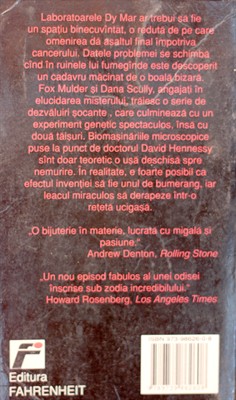 Laboratoarele Dy Mar ar trebui să fie
un spațiu binecuvîntat, o redută de pe care
omenirea dă asaltul final împotriva
cancerului. Datele problemei se schimbă
cînd în ruinele lui fumegînde este descoperit
un cadavru măcinat de o boală bizară.
Fox Mulder și Dana Scully, angajați în
elucidarea misterului, trăiesc o serie de
dezvăluiri șocante , care culminează cu un
experiment genetic spectaculos, însă cu
două tăișuri. Biomașinăriile microscopice
puse la punct de doctorul David Hennessy
sînt doar teoretic o ușă deschisă spre
nemurire. În realitate, e foarte posibil ca
efectul invenției să fie unul de bumerang, iar
leacul miraculos să derapeze într-o
rețetă ucigașă.
„O bijuterie în materie, lucrată cu migală și
pasiune.”
Andrew Denton, Rolling Stone
„Un nou episod fabulos al unei odisei
înscrise sub zodia incredibilului.”
Howard Rosenberg, Los Angeles Times
Editura
FAHRENHEIT
ISBN